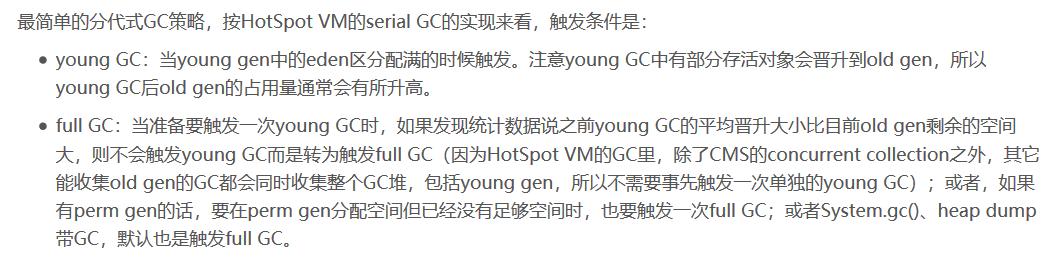 最简单的分代式GC策略，按HotSpot VM的serial GC的实现来看，触发条件是：
• young GC：当young gen中的eden区分配满的时候触发。注意young GC中有部分存活对象会晋升到old gen，所以
young GC后old gen的占用量通常会有所升高。
• full GC：当准备要触发一次young GC时，如果发现统计数据说之前young GC的平均晋升大小比目前old gen剩余的空间
大，则不会触发young GC而是转为触发full GC（因为HotSpot VM的GC里，除了CMS的concurrent collection之外，其它
能收集old gen的GC都会同时收集整个GC堆，包括young gen，所以不需要事先触发一次单独的young GC）；或者，如果
有perm gen的话，要在perm gen分配空间但已经没有足够空间时，也要触发一次full GC；或者System.gc()、heap dump
带GC，默认也是触发full GC。